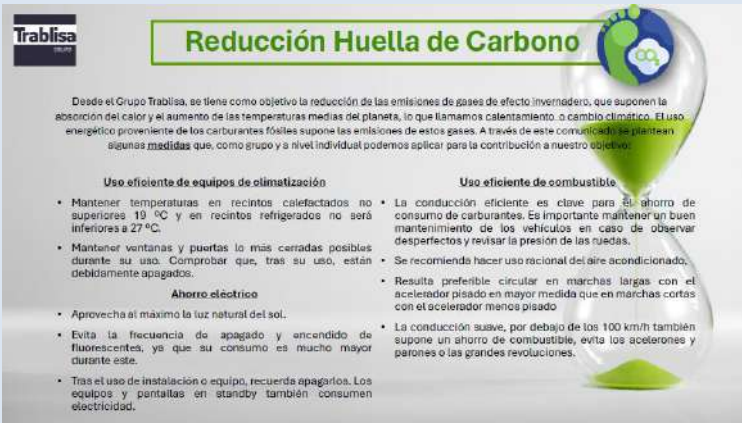 Trablisa
GRUPO
Reducción Huella de Carbono
CO₂
Desde el Grupo Trablisa, se tiene como objetivo la reducción de las emisiones de gases de efecto invernadero, que suponen la
absorción del calor y el aumento de las temperaturas medias del planeta, lo que llamamos calentamiento o cambio climático. El uso
energético proveniente de los carburantes fósiles supone las emisiones de estos gases. A través de este comunicado se plantean
algunas medidas que, como grupo y a nivel individual podemos aplicar para la contribución a nuestro objetivo:
Uso eficiente de equipos de climatización
• Mantener temperaturas en recintos calefactados no
superiores 19 ºC y en recintos refrigerados no será
inferiores a 27 ºC.
• Mantener ventanas y puertas lo más cerradas posibles
durante su uso. Comprobar que, tras su uso, están
debidamente apagados.
Ahorro eléctrico
• Aprovecha al máximo la luz natural del sol.
• Evita la frecuencia de apagado y encendido de
fluorescentes, ya que su consumo es mucho mayor
durante este.
• Tras el uso de instalación o equipo, recuerda apagarlos. Los
equipos y pantallas en standby también consumen
electricidad.
Uso eficiente de combustible
• La conducción eficiente es clave para el ahorro de
consumo de carburantes. Es importante mantener un buen
mantenimiento de los vehículos en caso de observar
desperfectos y revisar la presión de las ruedas.
• Se recomienda hacer uso racional del aire acondicionado,
• Resulta preferible circular en marchas largas con el
acelerador pisado en mayor medida que en marchas cortas
con el acelerador menos pisado
• La conducción suave, por debajo de los 100 km/h también
supone un ahorro de combustible, evita los acelerones y
parones o las grandes revoluciones.